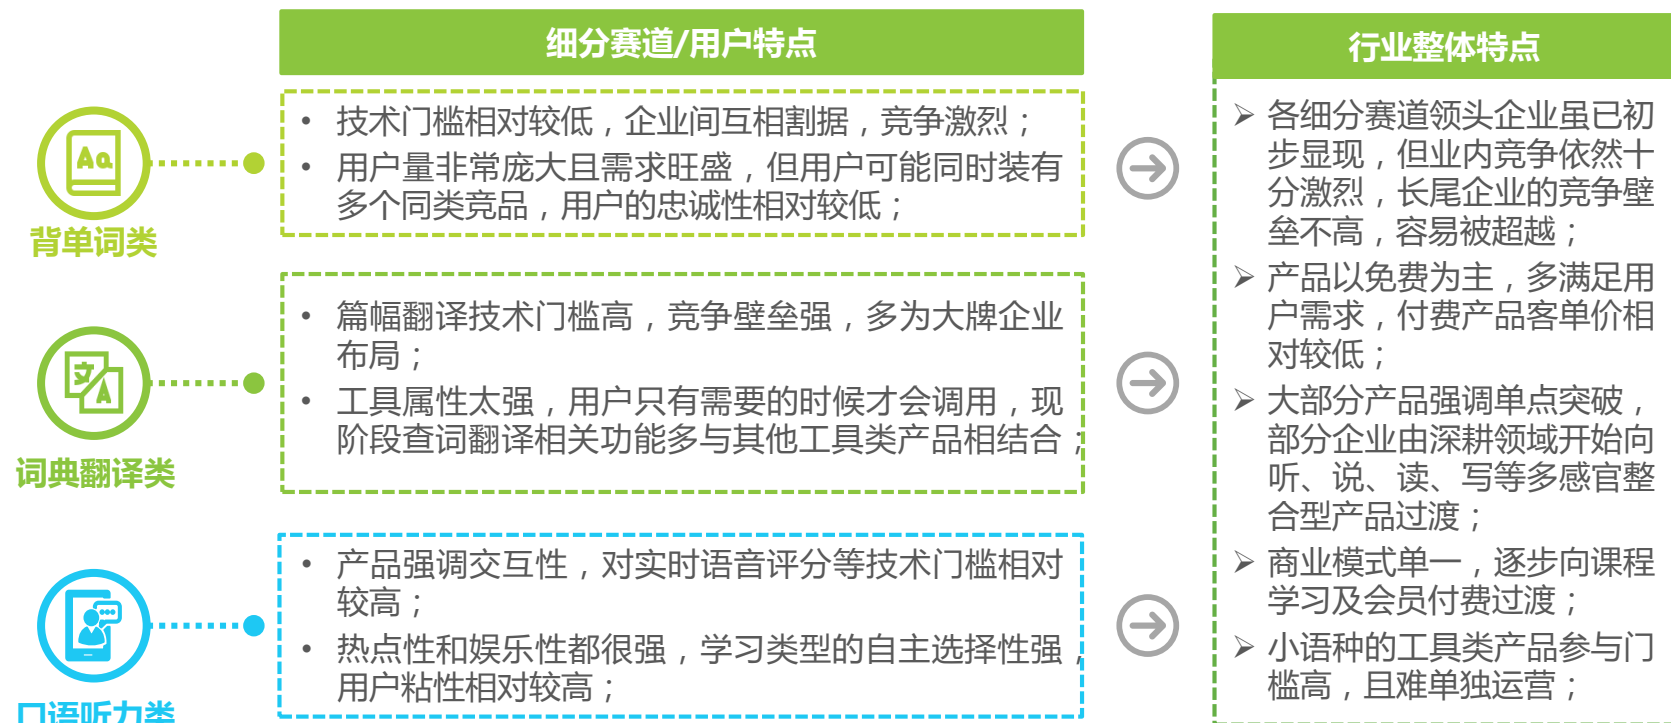 细分赛道/用户特点
行业整体特点
Aa
背单词类
• 技术门槛相对较低，企业间互相割据，竞争激烈；
• 用户量非常庞大且需求旺盛，但用户可能同时装有
多个同类竞品，用户的忠诚性相对较低；
文
A
词典翻译类
• 篇幅翻译技术门槛高，竞争壁垒强，多为大牌企业
布局；
• 工具属性太强，用户只有需要的时候才会调用，现
阶段查词翻译相关功能多与其他工具类产品相结合；
口语听力类
• 产品强调交互性，对实时语音评分等技术门槛相对
较高；
• 热点性和娱乐性都很强，学习类型的自主选择性强，
用户粘性相对较高；
➢ 各细分赛道领头企业虽已初
步显现，但业内竞争依然十
分激烈，长尾企业的竞争壁
垒不高，容易被超越；
➢ 产品以免费为主，多满足用
户需求，付费产品客单价相
对较低；
➢ 大部分产品强调单点突破，
部分企业由深耕领域开始向
听、说、读、写等多感官整
合型产品过渡；
➢ 商业模式单一，逐步向课程
学习及会员付费过渡；
➢ 小语种的工具类产品参与门
槛高，且难单独运营；